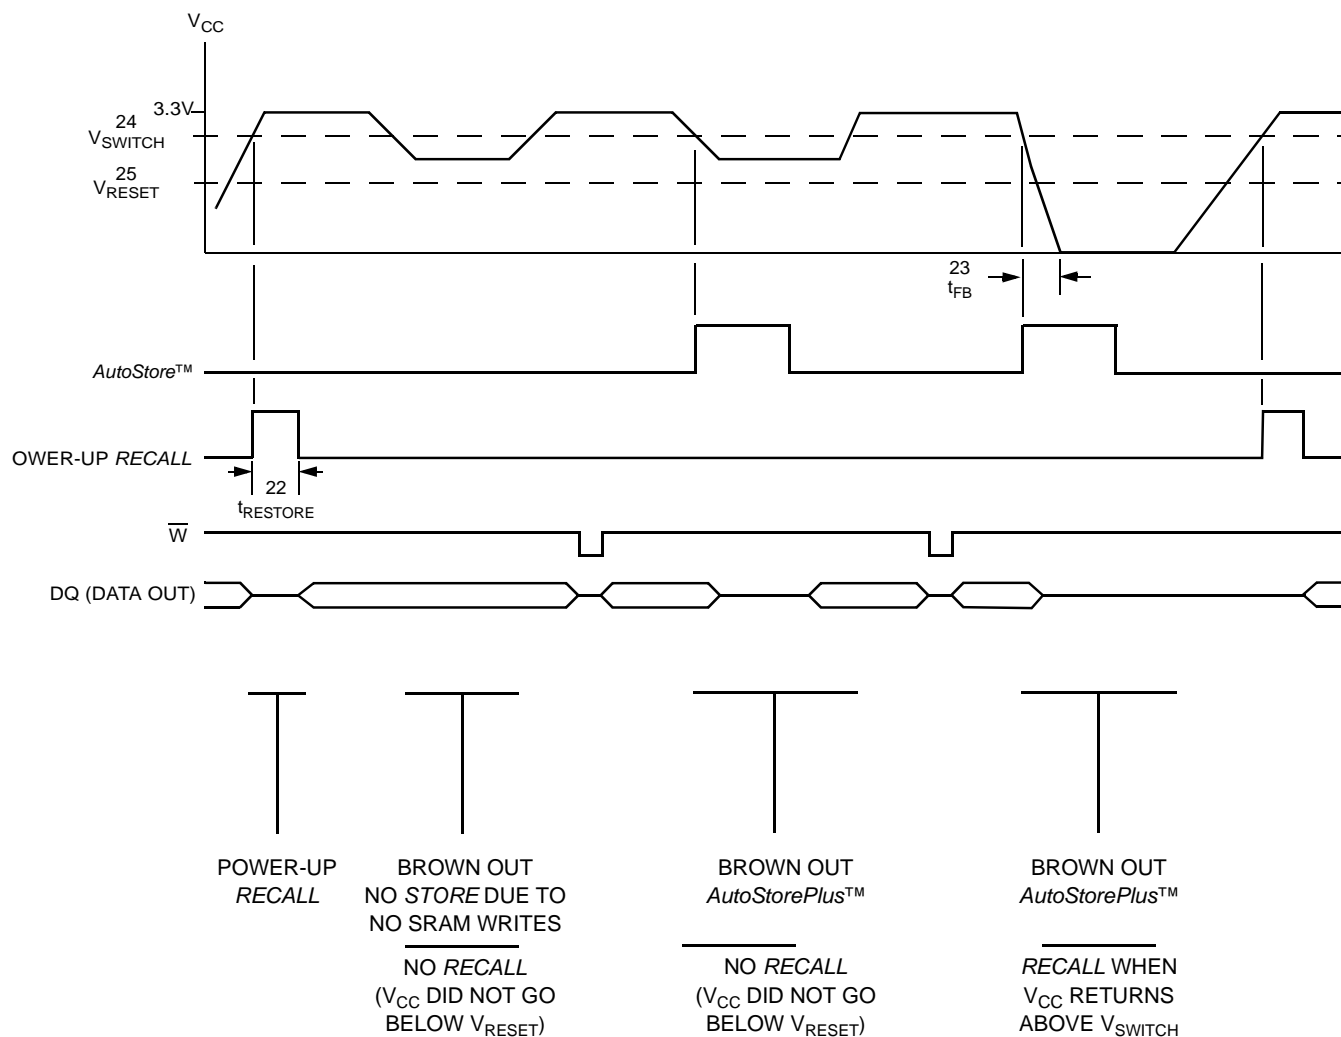 VCC
3.3V
24
VSWITCH
25
VRESET
23
tFB
AutoStore™
OWER-UP RECALL
22
tRESTORE
W
DQ (DATA OUT)
POWER-UP
RECALL
BROWN OUT
NO STORE DUE TO
NO SRAM WRITES
NO RECALL
(VCC DID NOT GO
BELOW VRESET)
BROWN OUT
AutoStorePlus™
NO RECALL
(VCC DID NOT GO
BELOW VRESET)
BROWN OUT
AutoStorePlus™
RECALL WHEN
VCC RETURNS
ABOVE VSWITCH